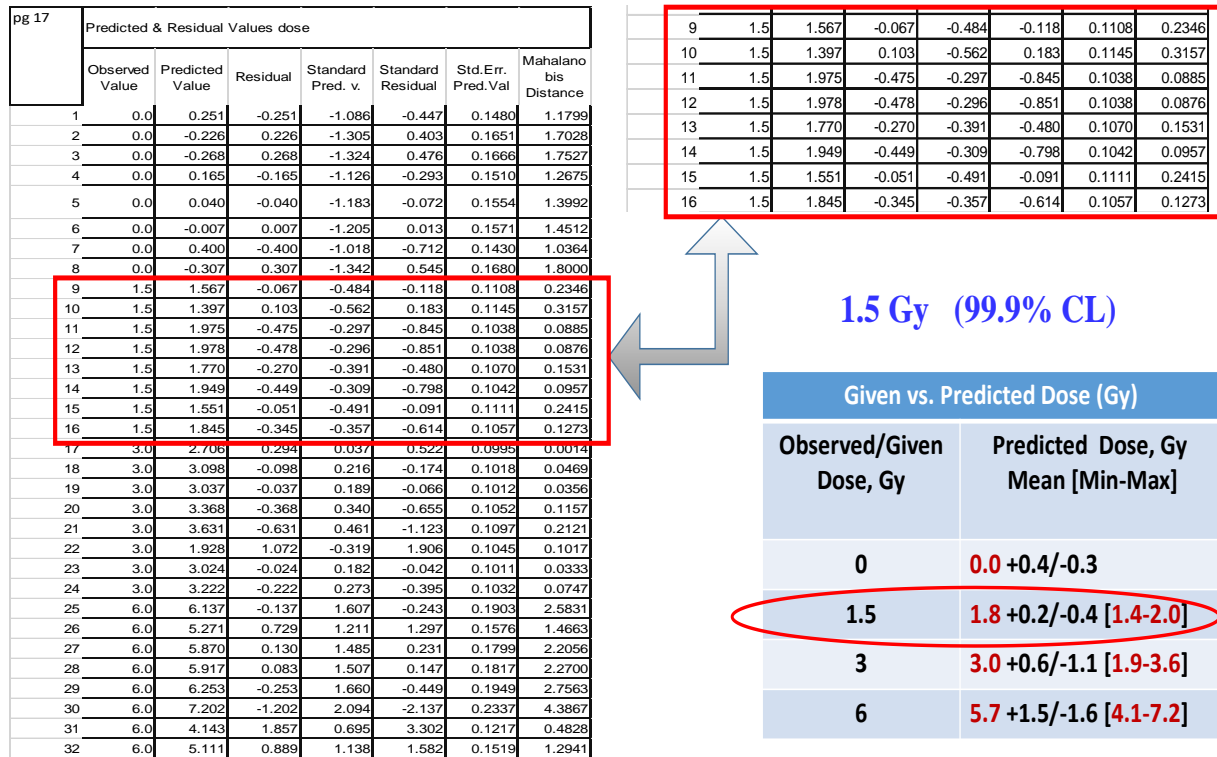 pg 17
Predicted & Residual Values dose
Observed Value Predicted Value Residual Standard Pred. v. Standard Residual Std.Err. Pred.Val Mahalano bis Distance
1 0.0 0.251 -0.251 -1.086 -0.447 0.1480 1.1799
2 0.0 -0.226 0.226 -1.305 0.403 0.1651 1.7028
3 0.0 -0.268 0.268 -1.324 0.476 0.1666 1.7527
4 0.0 0.165 -0.165 -1.126 -0.293 0.1510 1.2675
5 0.0 0.040 -0.040 -1.183 -0.072 0.1554 1.3992
6 0.0 -0.007 0.007 -1.205 0.013 0.1571 1.4512
7 0.0 0.400 -0.400 -1.018 -0.712 0.1430 1.0364
8 0.0 -0.307 0.307 -1.342 0.545 0.1680 1.8000
9 1.5 1.567 -0.067 -0.484 -0.118 0.1108 0.2346
10 1.5 1.397 0.103 -0.562 0.183 0.1145 0.3157
11 1.5 1.975 -0.475 -0.297 -0.845 0.1038 0.0885
12 1.5 1.978 -0.478 -0.296 -0.851 0.1038 0.0876
13 1.5 1.770 -0.270 -0.391 -0.480 0.1070 0.1531
14 1.5 1.949 -0.449 -0.309 -0.798 0.1042 0.0957
15 1.5 1.551 -0.051 -0.491 -0.091 0.1111 0.2415
16 1.5 1.845 -0.345 -0.357 -0.614 0.1057 0.1273
17 3.0 2.706 0.294 0.037 0.522 0.0995 0.0014
18 3.0 3.098 -0.098 0.216 -0.174 0.1018 0.0469
19 3.0 3.037 -0.037 0.189 -0.066 0.1012 0.0356
20 3.0 3.368 -0.368 0.340 -0.655 0.1052 0.1157
21 3.0 3.631 -0.631 0.461 -1.123 0.1097 0.2121
22 3.0 1.928 1.072 -0.319 1.906 0.1045 0.1017
23 3.0 3.024 -0.024 0.182 -0.042 0.1011 0.0333
24 3.0 3.222 -0.222 0.273 -0.395 0.1032 0.0747
25 6.0 6.137 -0.137 1.607 -0.243 0.1903 2.5831
26 6.0 5.271 0.729 1.211 1.297 0.1576 1.4663
27 6.0 5.870 0.130 1.485 0.231 0.1799 2.2056
28 6.0 5.917 0.083 1.507 0.147 0.1817 2.2700
29 6.0 6.253 -0.253 1.660 -0.449 0.1949 2.7563
30 6.0 7.202 -1.202 2.094 -2.137 0.2337 4.3867
31 6.0 4.143 1.857 0.695 3.302 0.1217 0.4828
32 6.0 5.111 0.889 1.138 1.582 0.1519 1.2941
9 1.5 1.567 -0.067 -0.484 -0.118 0.1108 0.2346
10 1.5 1.397 0.103 -0.562 0.183 0.1145 0.3157
11 1.5 1.975 -0.475 -0.297 -0.845 0.1038 0.0885
12 1.5 1.978 -0.478 -0.296 -0.851 0.1038 0.0876
13 1.5 1.770 -0.270 -0.391 -0.480 0.1070 0.1531
14 1.5 1.949 -0.449 -0.309 -0.798 0.1042 0.0957
15 1.5 1.551 -0.051 -0.491 -0.091 0.1111 0.2415
16 1.5 1.845 -0.345 -0.357 -0.614 0.1057 0.1273
1.5 Gy (99.9% CL)
Given vs. Predicted Dose (Gy)
Observed/Given Predicted Dose, Gy
Dose, Gy Mean [Min-Max]
0 0.0 +0.4/-0.3
1.5 1.8 +0.2/-0.4 [1.4-2.0]
3 3.0 +0.6/-1.1 [1.9-3.6]
6 5.7 +1.5/-1.6 [4.1-7.2]